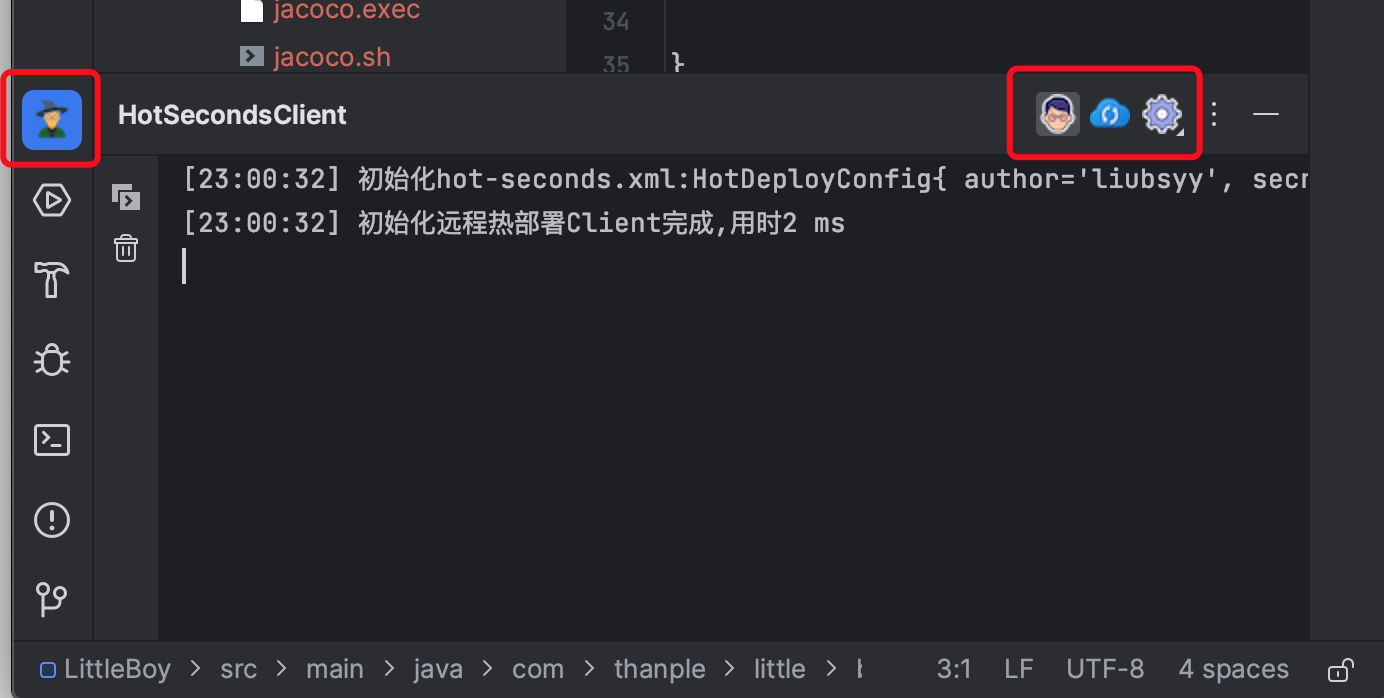 jacoco.exec
34
jacoco.sh
35 }
HotSecondsClient
[23:00:32] 初始化hot-seconds.xml:HotDeployConfig{ author='liubsyy',
[23:00:32] 初始化远程热部署Client完成,用时2 ms
LittleBoy > src > main > java > com > thanple > little > 3:1 LF UTF-8 4 spaces